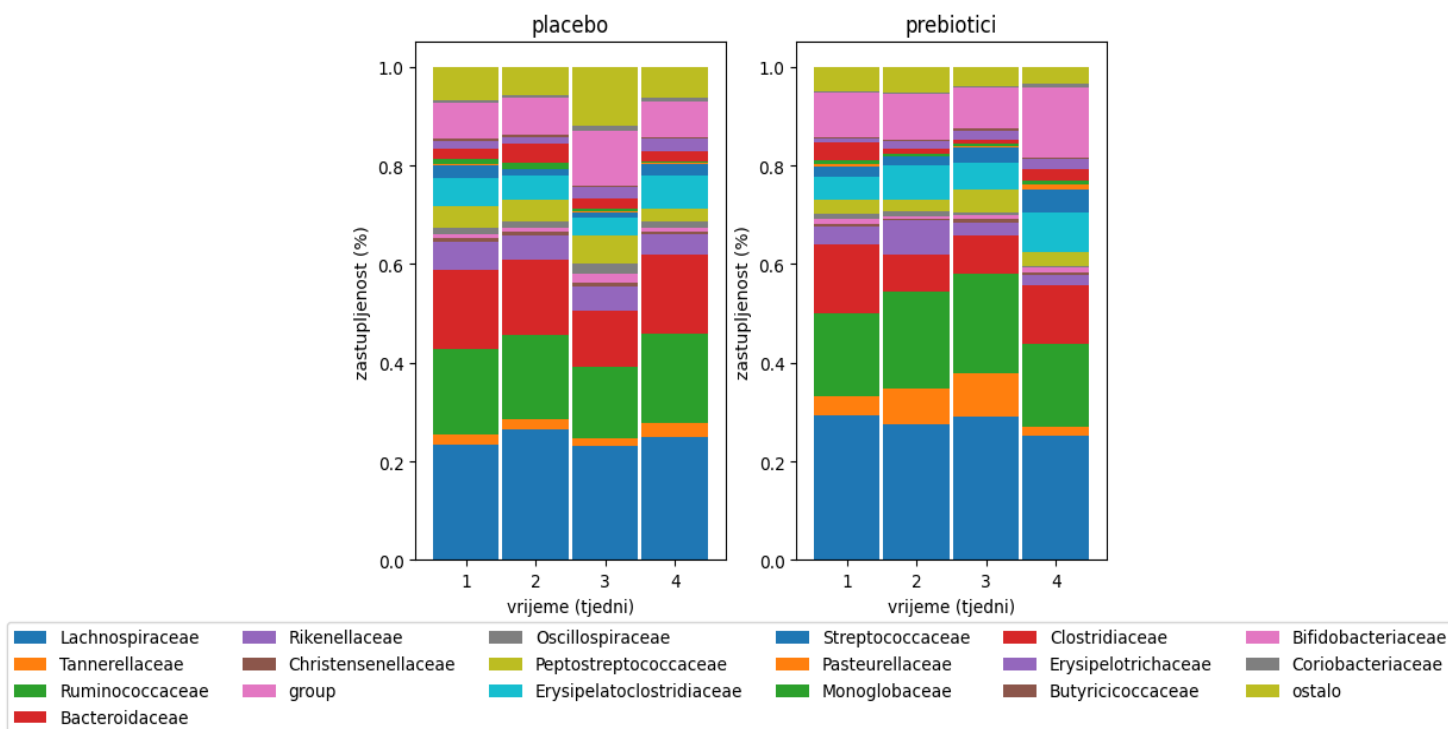 placebo
prebiotici
1.0
0.8
0.6
0.4
0.2
0.0
zastupljenost (%)
1 2 3 4
vrijeme (tjedni)
1.0
0.8
0.6
0.4
0.2
0.0
zastupljenost (%)
1 2 3 4
vrijeme (tjedni)
Lachnospiraceae
Tannerellaceae
Ruminococcaceae
Bacteroidaceae
Rikenellaceae
Christensenellaceae
group
Oscillospiraceae
Peptostreptococcaceae
Erysipelatoclostridiaceae
Streptococcaceae
Pasteurellaceae
Monoglobaceae
Clostridiaceae
Erysipelotrichaceae
Butyricicoccaceae
Bifidobacteriaceae
Coriobacteriaceae
ostalo